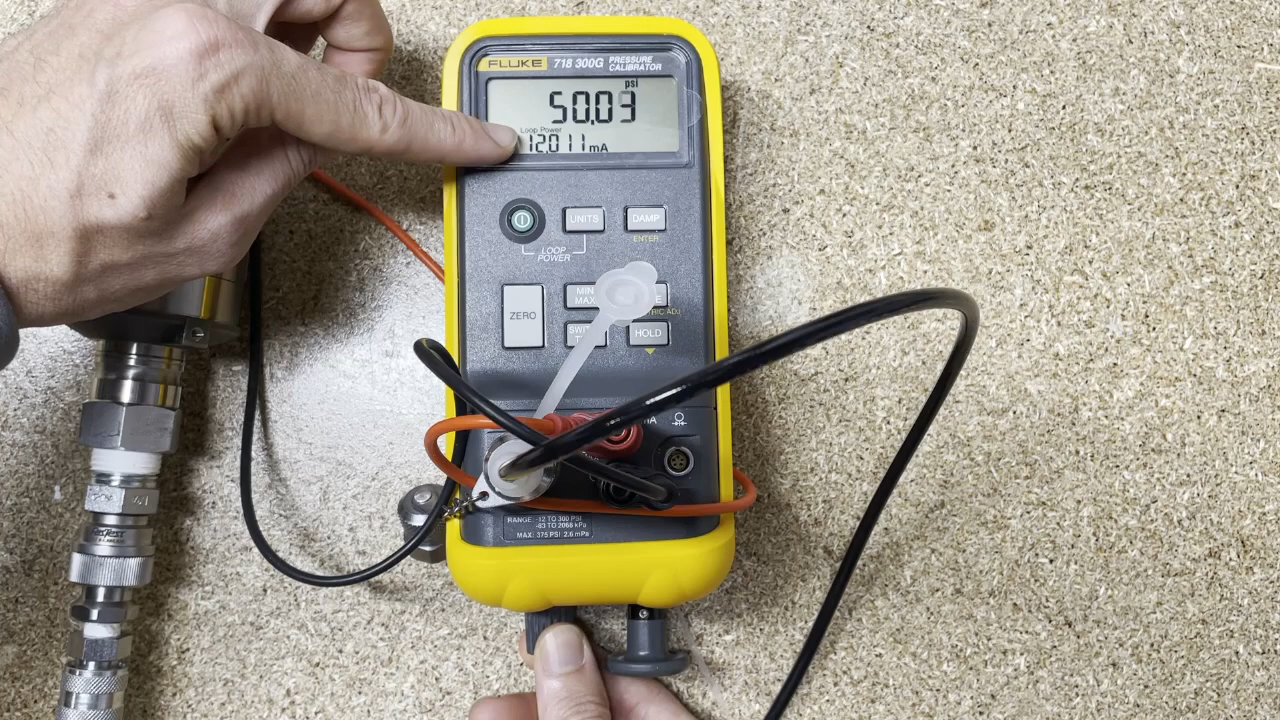 FLUKE 718 300G PRESSURE CALIBRATOR
psi
50.09
Loop Power
12.011 mA
UNITS
DAMP
ENTER
LOOP POWER
MIN MAX
ZERO
HOLD
RANGE: -12 TO 300 PSI
-83 TO 2068 kPa
MAX: 375 PSI 2.6 mPa